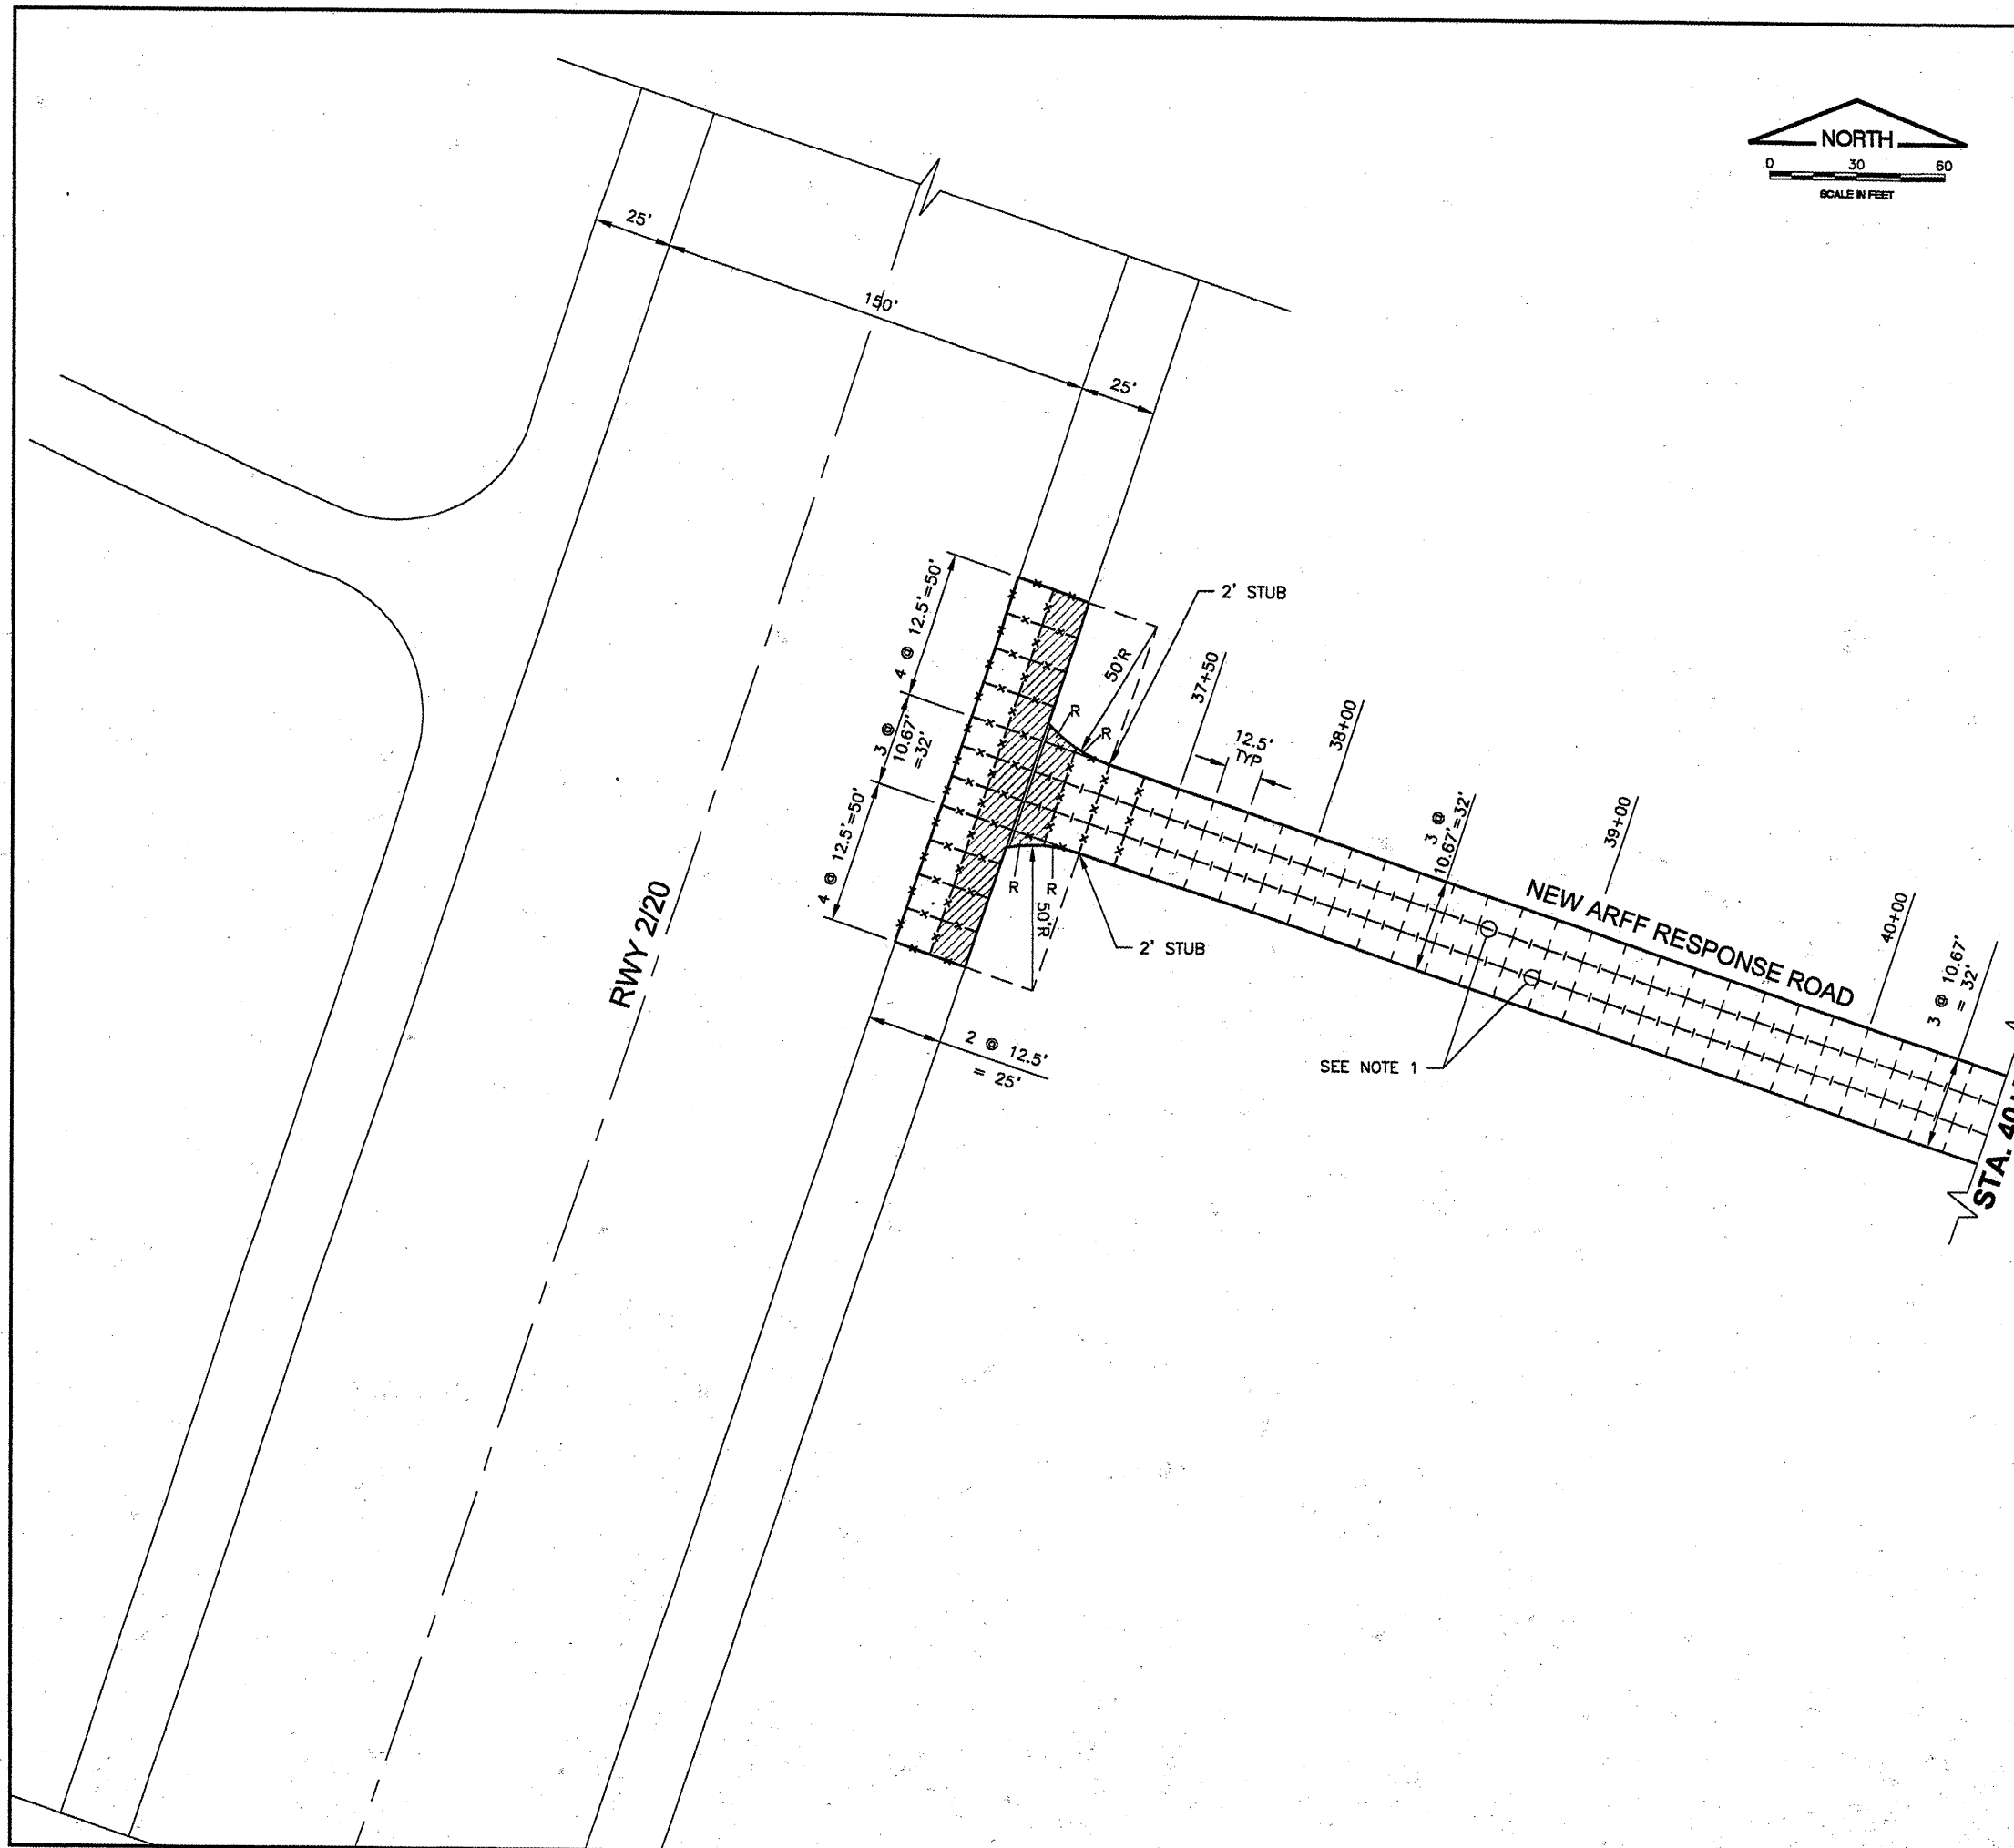 NORTH
0 30 60
SCALE IN FEET
25'
150'
25'
4 @ 12.5'=50'
3 @
10.67'
=32'
4 @ 12.5'=50'
2' STUB
50'R
R
R
37+50
12.5'
TYP
38+00
3 @
10.67'=32'
39+00
NEW ARFF RESPONSE ROAD
40+00
3 @ 10.67'
= 32'
R
R
50'R
2' STUB
RWY 2/20
2 @ 12.5'
= 25'
SEE NOTE 1
STA.